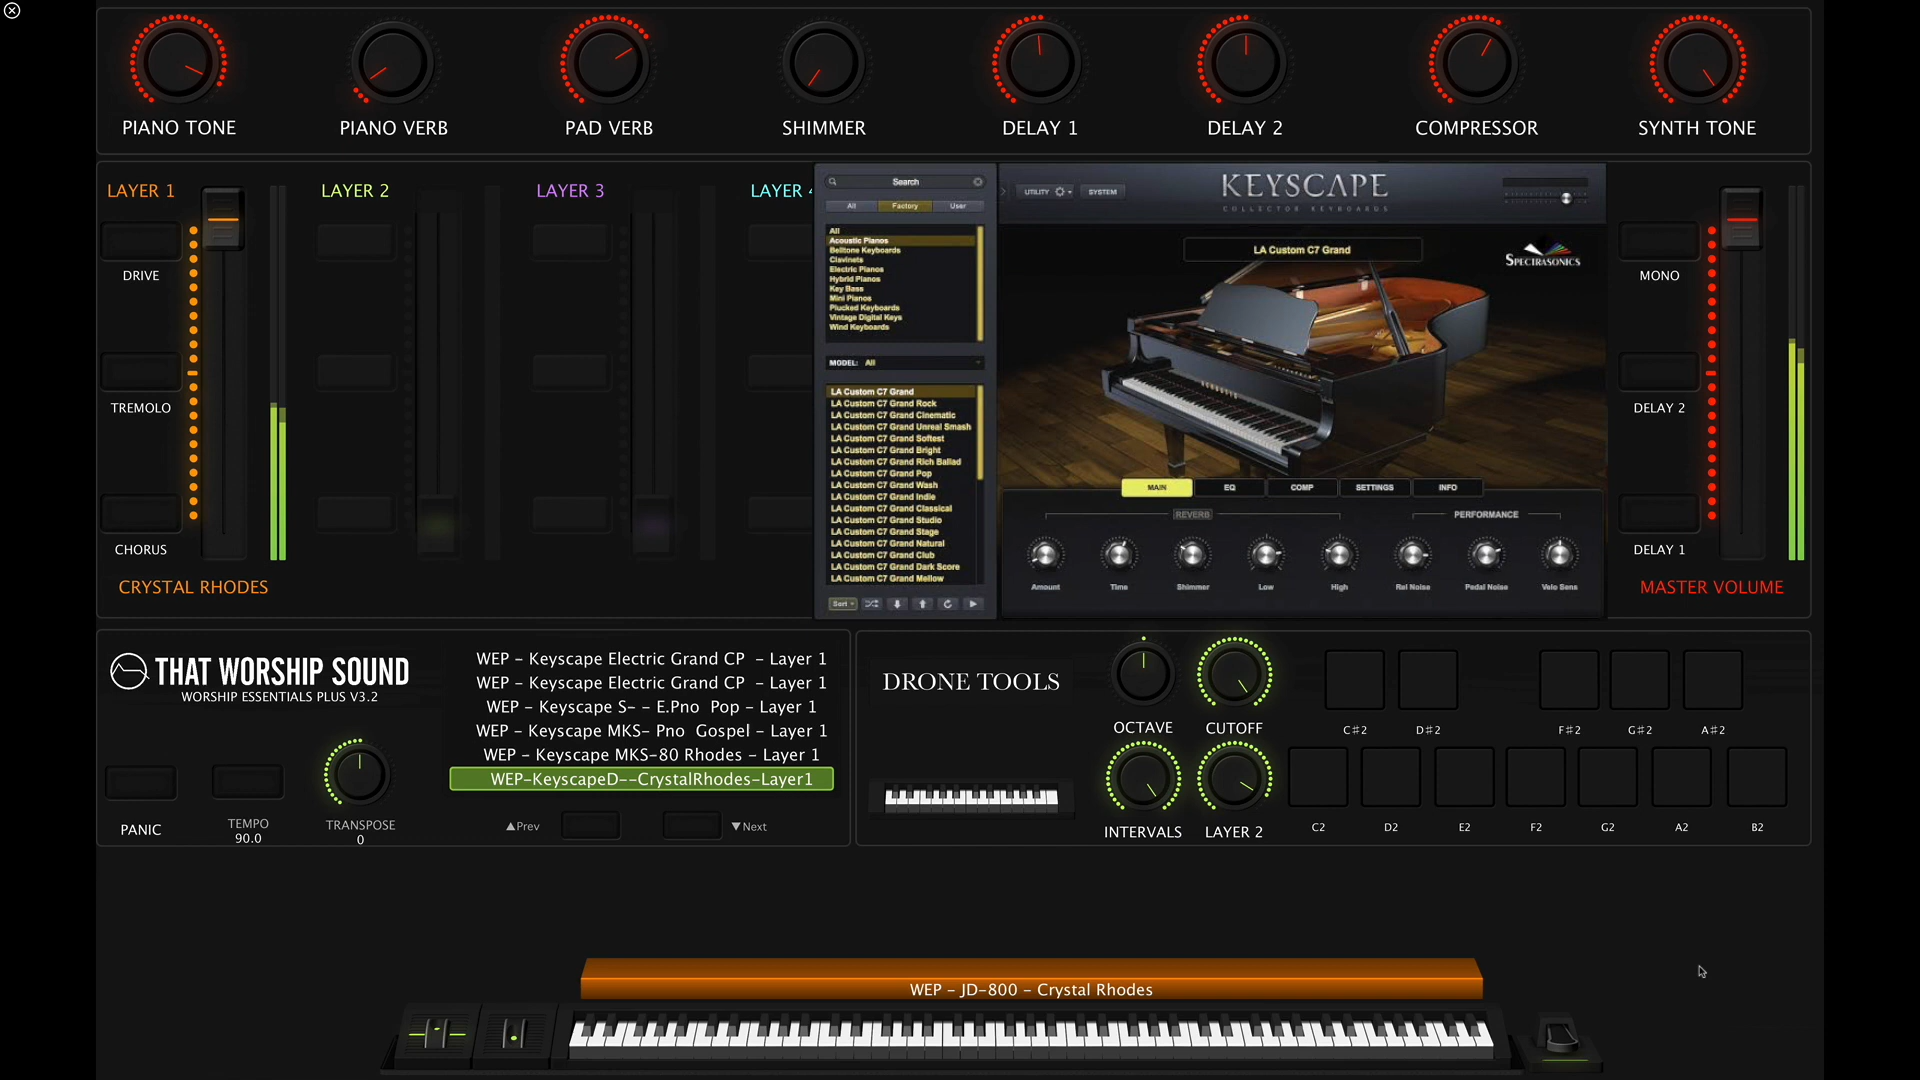 PIANO TONE
PIANO VERB
PAD VERB
SHIMMER
DELAY 1
DELAY 2
COMPRESSOR
SYNTH TONE
LAYER 1
LAYER 2
LAYER 3
LAYER 4
DRIVE
TREMOLO
CHORUS
CRYSTAL RHODES
Search
All Factory User
All
Acoustic Pianos
Belltone Keyboards
Clavinets
Electric Pianos
Hybrid Pianos
Key Bass
Mini Pianos
Plucked Keyboards
Vintage Digital Keys
Wind Keyboards
MODEL: All
LA Custom C7 Grand
LA Custom C7 Grand Rock
LA Custom C7 Grand Cinematic
LA Custom C7 Grand Unreal Smash
LA Custom C7 Grand Softest
LA Custom C7 Grand Bright
LA Custom C7 Grand Rich Ballad
LA Custom C7 Grand Pop
LA Custom C7 Grand Wash
LA Custom C7 Grand Indie
LA Custom C7 Grand Classical
LA Custom C7 Grand Studio
LA Custom C7 Grand Stage
LA Custom C7 Grand Natural
LA Custom C7 Grand Club
LA Custom C7 Grand Dark Score
LA Custom C7 Grand Mellow
Sort
UTILITY
SYSTEM
KEYSCAPE
COLLECTOR KEYBOARDS
LA Custom C7 Grand
SPECTRASONICS
MAIN EQ COMP SETTINGS INFO
REVERB
PERFORMANCE
Amount Time Shimmer Low High Rel Noise Pedal Noise Velo Sens
MONO
DELAY 2
DELAY 1
MASTER VOLUME
THAT WORSHIP SOUND
WORSHIP ESSENTIALS PLUS V3.2
PANIC
TEMPO
90.0
TRANSPOSE
0
WEP - Keyscape Electric Grand CP - Layer 1
WEP - Keyscape Electric Grand CP - Layer 1
WEP - Keyscape S- - E.Pno Pop - Layer 1
WEP - Keyscape MKS- Pno Gospel - Layer 1
WEP - Keyscape MKS-80 Rhodes - Layer 1
WEP-KeyscapeD--CrystalRhodes-Layer1
▲Prev
▼Next
DRONE TOOLS
OCTAVE
CUTOFF
INTERVALS
LAYER 2
C#2 D#2 F#2 G#2 A#2
C2 D2 E2 F2 G2 A2 B2
WEP - JD-800 - Crystal Rhodes